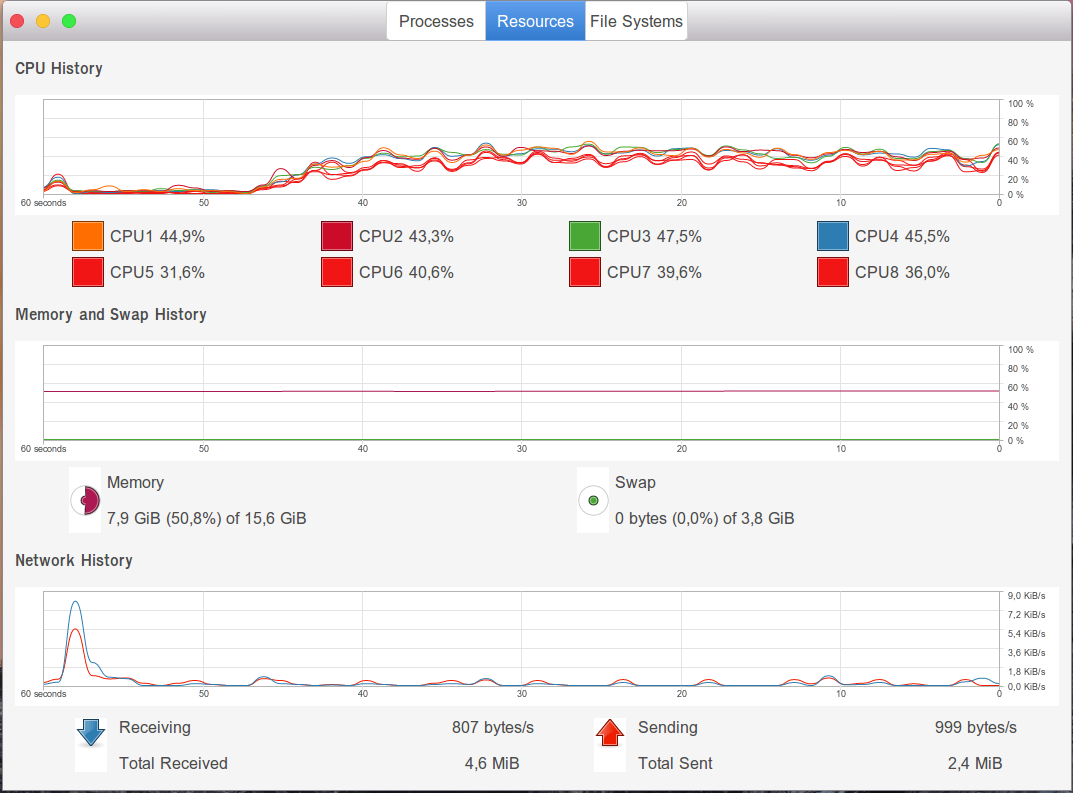 Processes Resources File Systems
CPU History
100 %
80 %
60 %
40 %
20 %
0 %
60 seconds 50 40 30 20 10 0
CPU1 44,9% CPU2 43,3% CPU3 47,5% CPU4 45,5%
CPU5 31,6% CPU6 40,6% CPU7 39,6% CPU8 36,0%
Memory and Swap History
100 %
80 %
60 %
40 %
20 %
0 %
60 seconds 50 40 30 20 10 0
Memory Swap
7,9 GiB (50,8%) of 15,6 GiB 0 bytes (0,0%) of 3,8 GiB
Network History
9,0 KiB/s
7,2 KiB/s
5,4 KiB/s
3,6 KiB/s
1,8 KiB/s
0,0 KiB/s
60 seconds 50 40 30 20 10 0
Receiving 807 bytes/s Sending 999 bytes/s
Total Received 4,6 MiB Total Sent 2,4 MiB